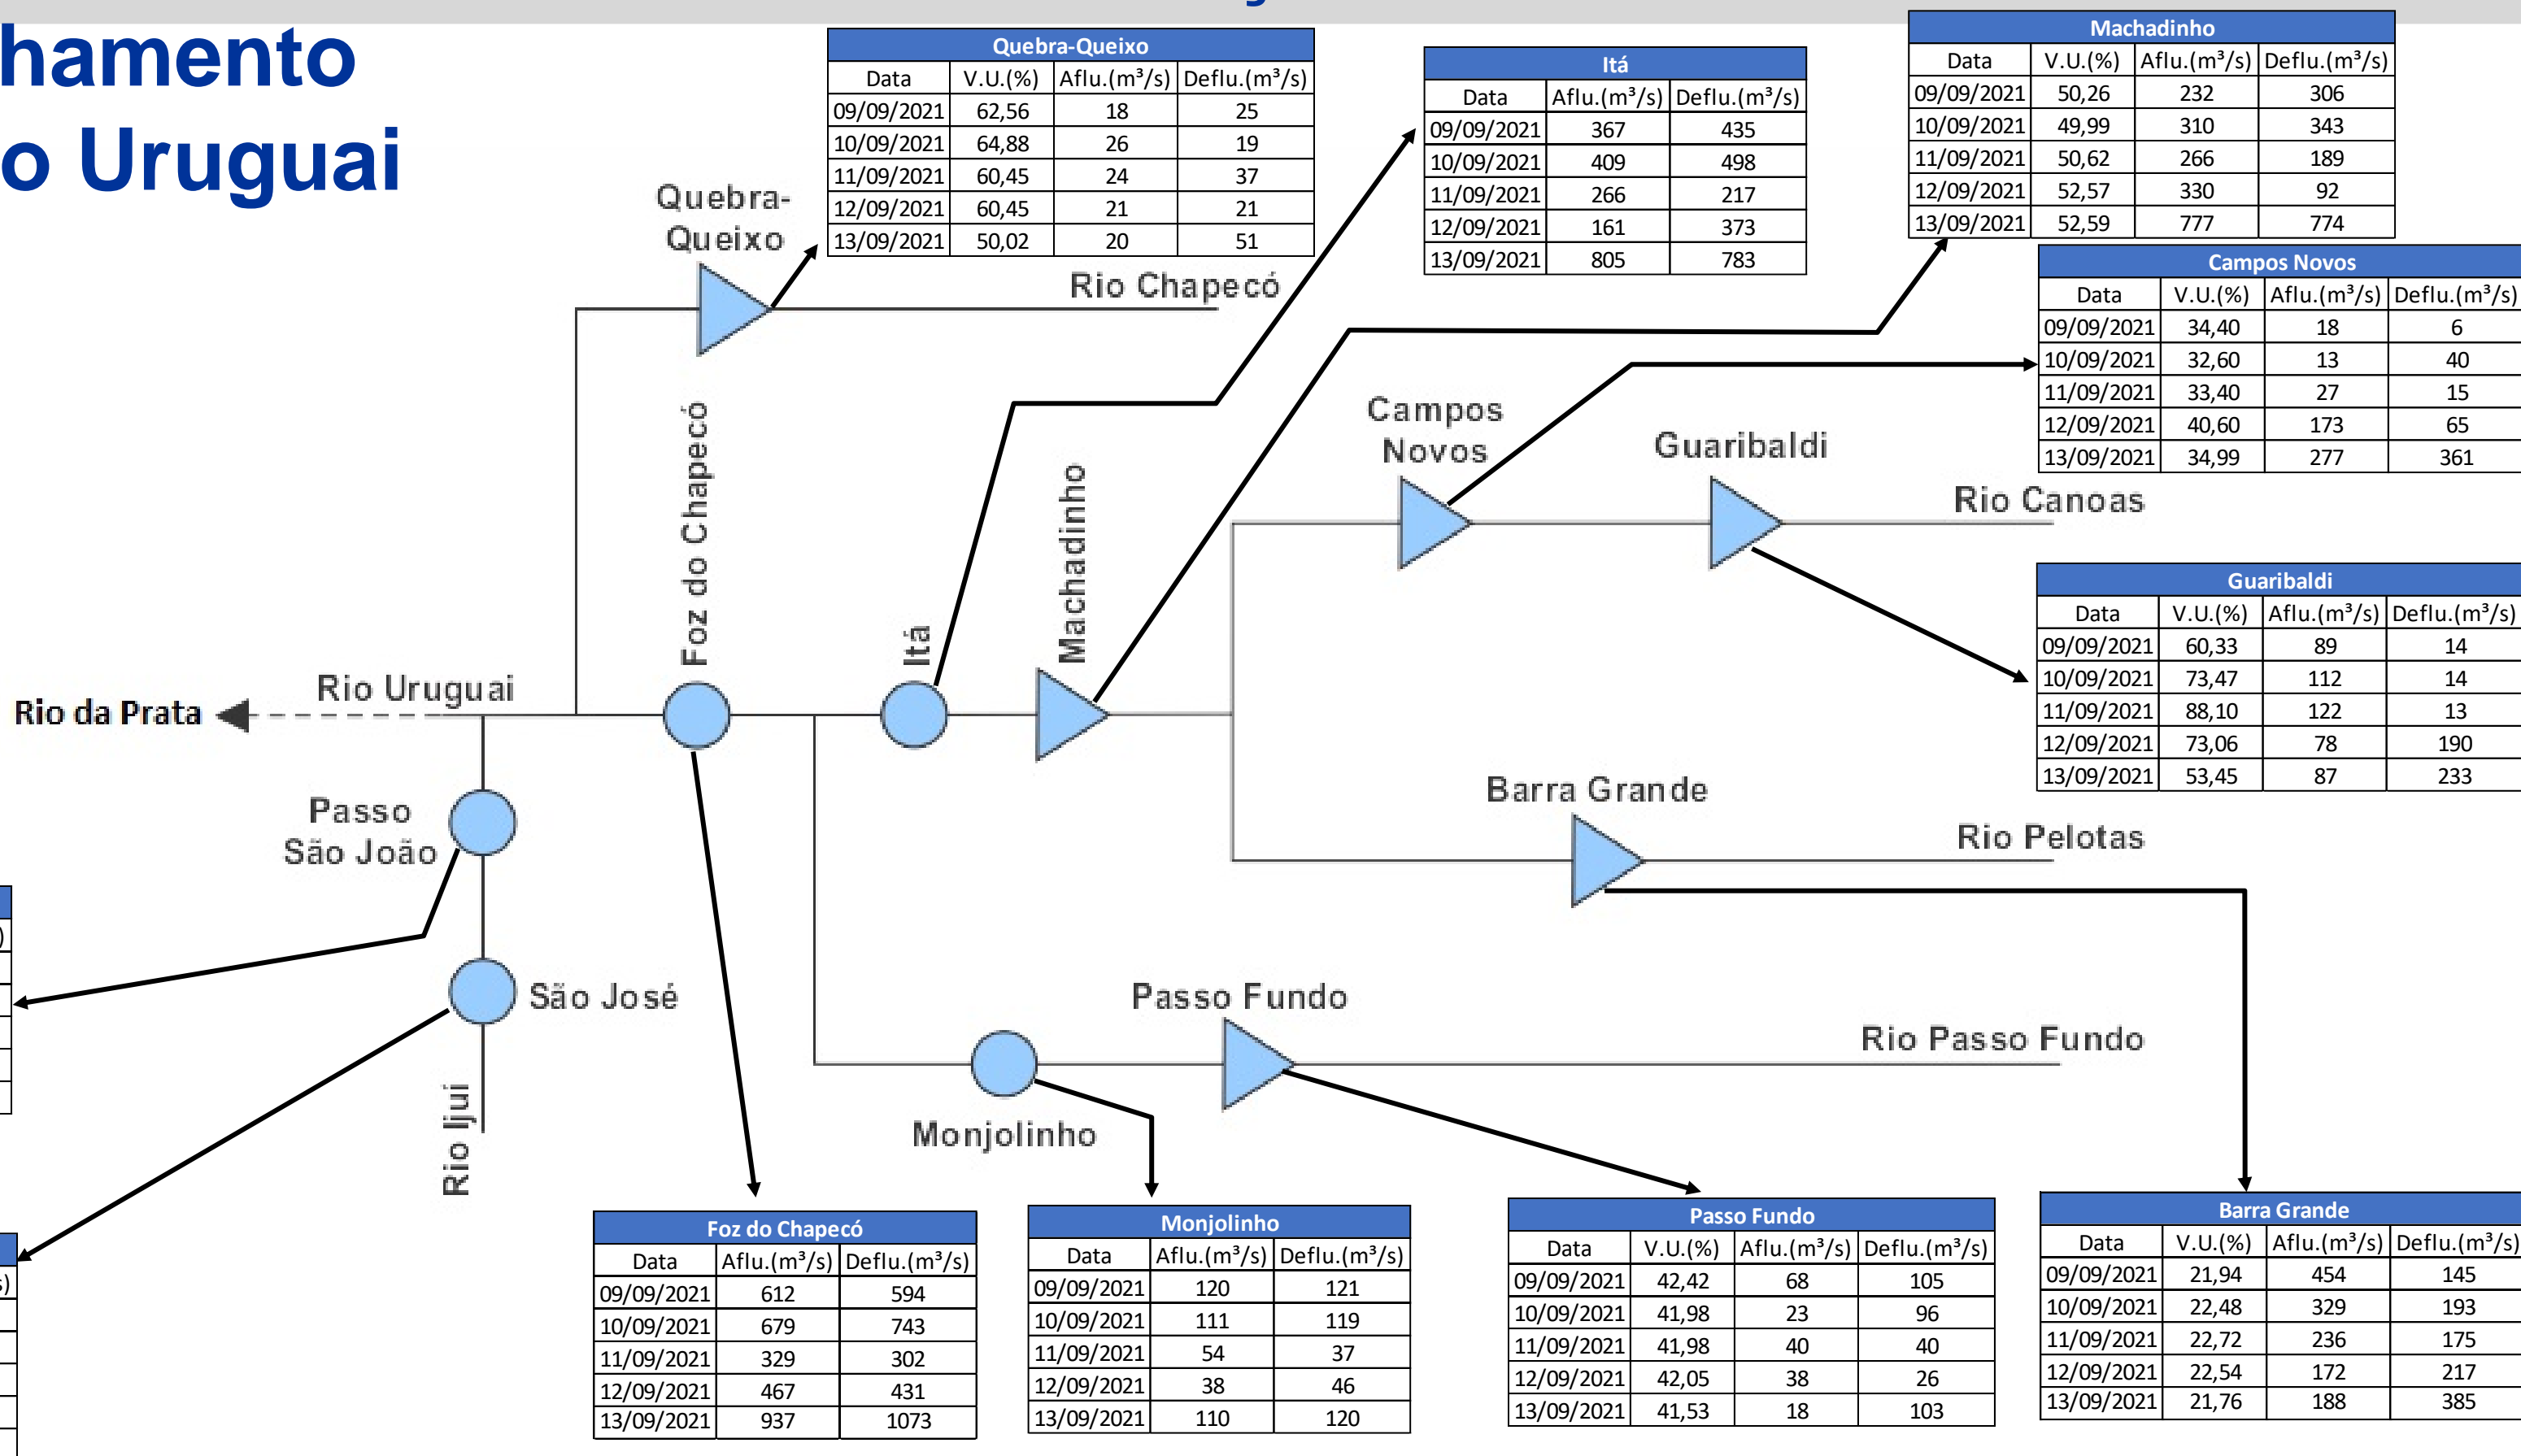 hamento
o Uruguai
Quebra-Queixo
Data V.U.(%) Aflu.(m³/s) Deflu.(m³/s)
09/09/2021 62,56 18 25
10/09/2021 64,88 26 19
11/09/2021 60,45 24 37
12/09/2021 60,45 21 21
13/09/2021 50,02 20 51
Itá
Data Aflu.(m³/s) Deflu.(m³/s)
09/09/2021 367 435
10/09/2021 409 498
11/09/2021 266 217
12/09/2021 161 373
13/09/2021 805 783
Machadinho
Data V.U.(%) Aflu.(m³/s) Deflu.(m³/s)
09/09/2021 50,26 232 306
10/09/2021 49,99 310 343
11/09/2021 50,62 266 189
12/09/2021 52,57 330 92
13/09/2021 52,59 777 774
Campos Novos
Data V.U.(%) Aflu.(m³/s) Deflu.(m³/s)
09/09/2021 34,40 18 6
10/09/2021 32,60 13 40
11/09/2021 33,40 27 15
12/09/2021 40,60 173 65
13/09/2021 34,99 277 361
Quebra-
Queixo
Rio Chapecó
Foz do Chapecó
Itá
Machadinho
Campos
Novos
Guaribaldi
Rio Canoas
Guaribaldi
Data V.U.(%) Aflu.(m³/s) Deflu.(m³/s)
09/09/2021 60,33 89 14
10/09/2021 73,47 112 14
11/09/2021 88,10 122 13
12/09/2021 73,06 78 190
13/09/2021 53,45 87 233
Rio Uruguai
Rio da Prata
Passo
São João
Barra Grande
Rio Pelotas
São José
Rio Ijui
Passo Fundo
Rio Passo Fundo
Monjolinho
)
s)
Foz do Chapecó
Data Aflu.(m³/s) Deflu.(m³/s)
09/09/2021 612 594
10/09/2021 679 743
11/09/2021 329 302
12/09/2021 467 431
13/09/2021 937 1073
Monjolinho
Data Aflu.(m³/s) Deflu.(m³/s)
09/09/2021 120 121
10/09/2021 111 119
11/09/2021 54 37
12/09/2021 38 46
13/09/2021 110 120
Passo Fundo
Data V.U.(%) Aflu.(m³/s) Deflu.(m³/s)
09/09/2021 42,42 68 105
10/09/2021 41,98 23 96
11/09/2021 41,98 40 40
12/09/2021 42,05 38 26
13/09/2021 41,53 18 103
Barra Grande
Data V.U.(%) Aflu.(m³/s) Deflu.(m³/s)
09/09/2021 21,94 454 145
10/09/2021 22,48 329 193
11/09/2021 22,72 236 175
12/09/2021 22,54 172 217
13/09/2021 21,76 188 385